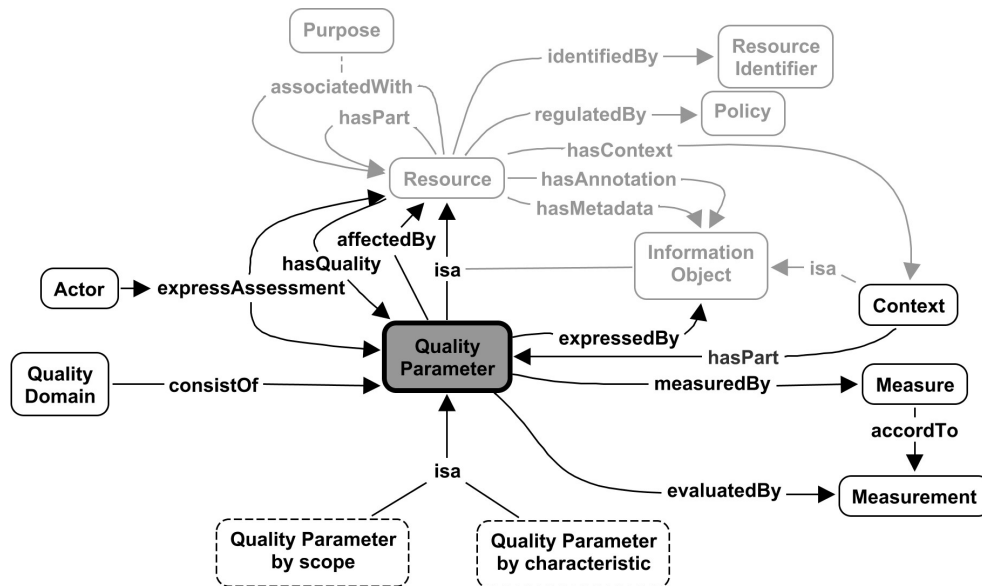 Purpose
identifiedBy
Resource
Identifier
associatedWith
hasPart
regulatedBy
Policy
hasContext
Resource
hasAnnotation
hasMetadata
affectedBy
hasQuality
isa
Information
Object
isa
Actor
expressAssessment
Context
Quality
Parameter
expressedBy
hasPart
Quality
Domain
consistOf
measuredBy
Measure
accordTo
isa
evaluatedBy
Measurement
Quality Parameter
by scope
Quality Parameter
by characteristic